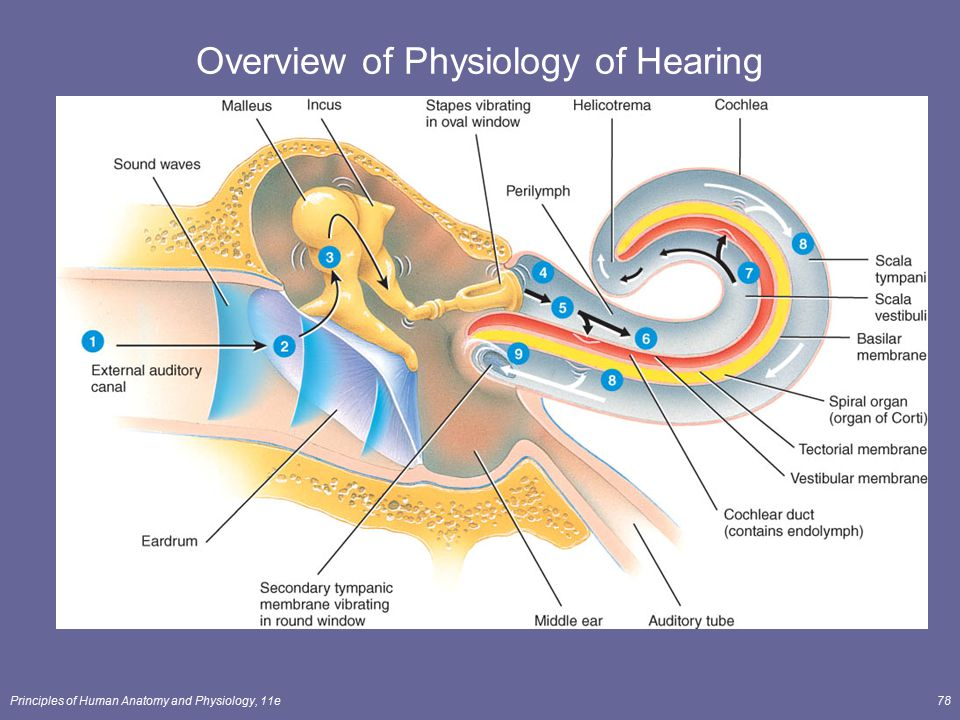 Overview of Physiology of Hearing
Malleus
Incus
Stapes vibrating
in oval window
Helicotrema
Cochlea
Sound waves
Perilymph
3
4
5
6
7
8
Scala
tympani
Scala
vestibuli
Basilar
membrane
1
2
9
8
External auditory
canal
Spiral organ
(organ of Corti)
Tectorial membrane
Vestibular membrane
Cochlear duct
(contains endolymph)
Eardrum
Secondary tympanic
membrane vibrating
in round window
Middle ear
Auditory tube
Principles of Human Anatomy and Physiology, 11e
78